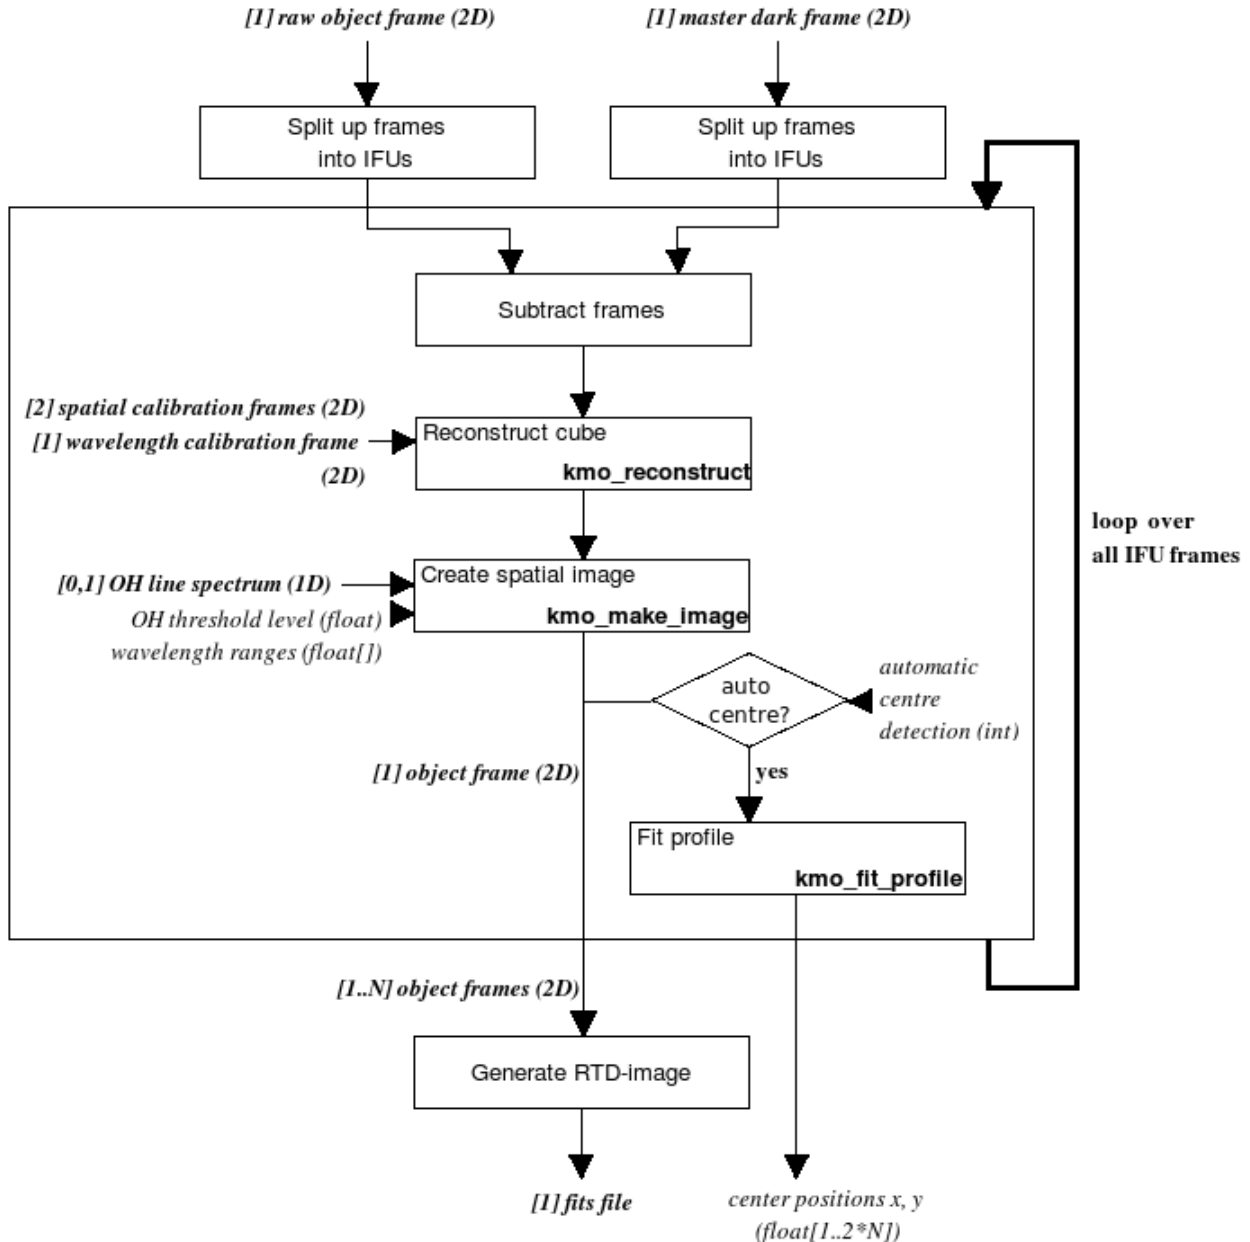 [1] raw object frame (2D)
[1] master dark frame (2D)
Split up frames
into IFUs
Split up frames
into IFUs
Subtract frames
[2] spatial calibration frames (2D)
[1] wavelength calibration frame
(2D)
Reconstruct cube
kmo_reconstruct
loop over
all IFU frames
[0,1] OH line spectrum (1D)
OH threshold level (float)
wavelength ranges (float[])
Create spatial image
kmo_make_image
auto
centre?
automatic
centre
detection (int)
[1] object frame (2D)
yes
Fit profile
kmo_fit_profile
[1..N] object frames (2D)
Generate RTD-image
[1] fits file
center positions x, y
(float[1..2*N])